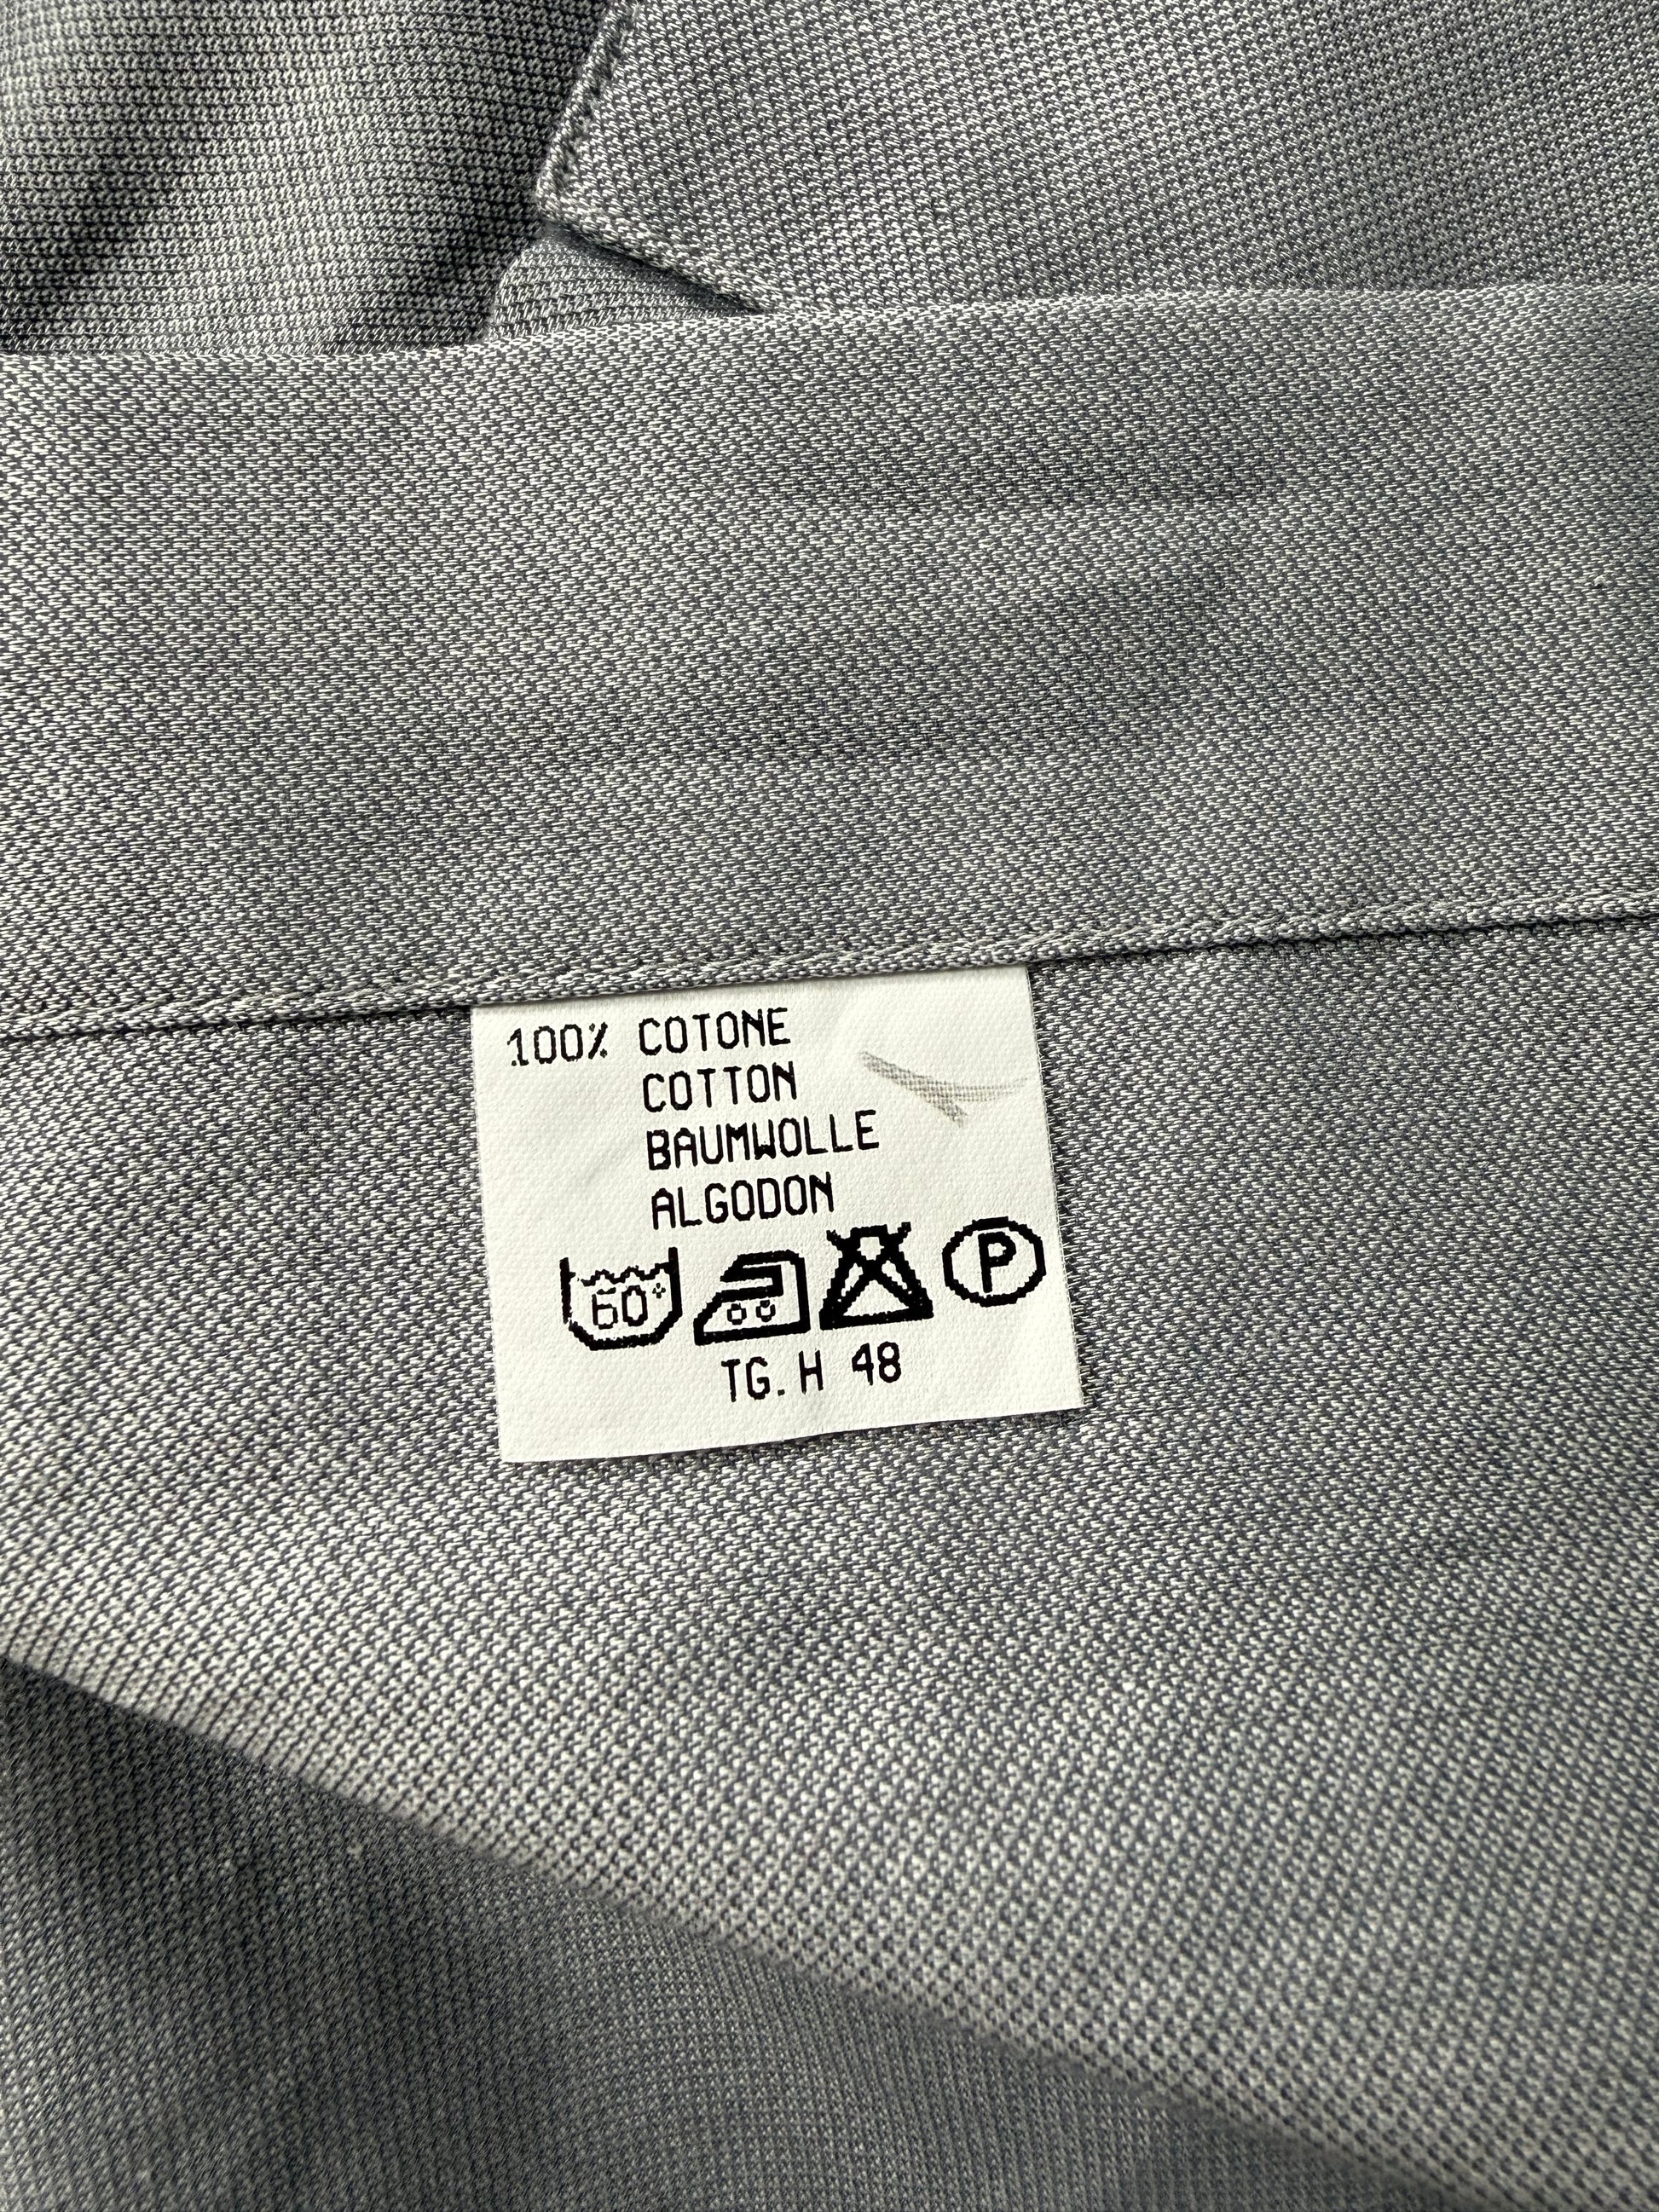 100% COTONE
COTTON
BAUMWOLLE
ALGODON
60° P
TG. H 48